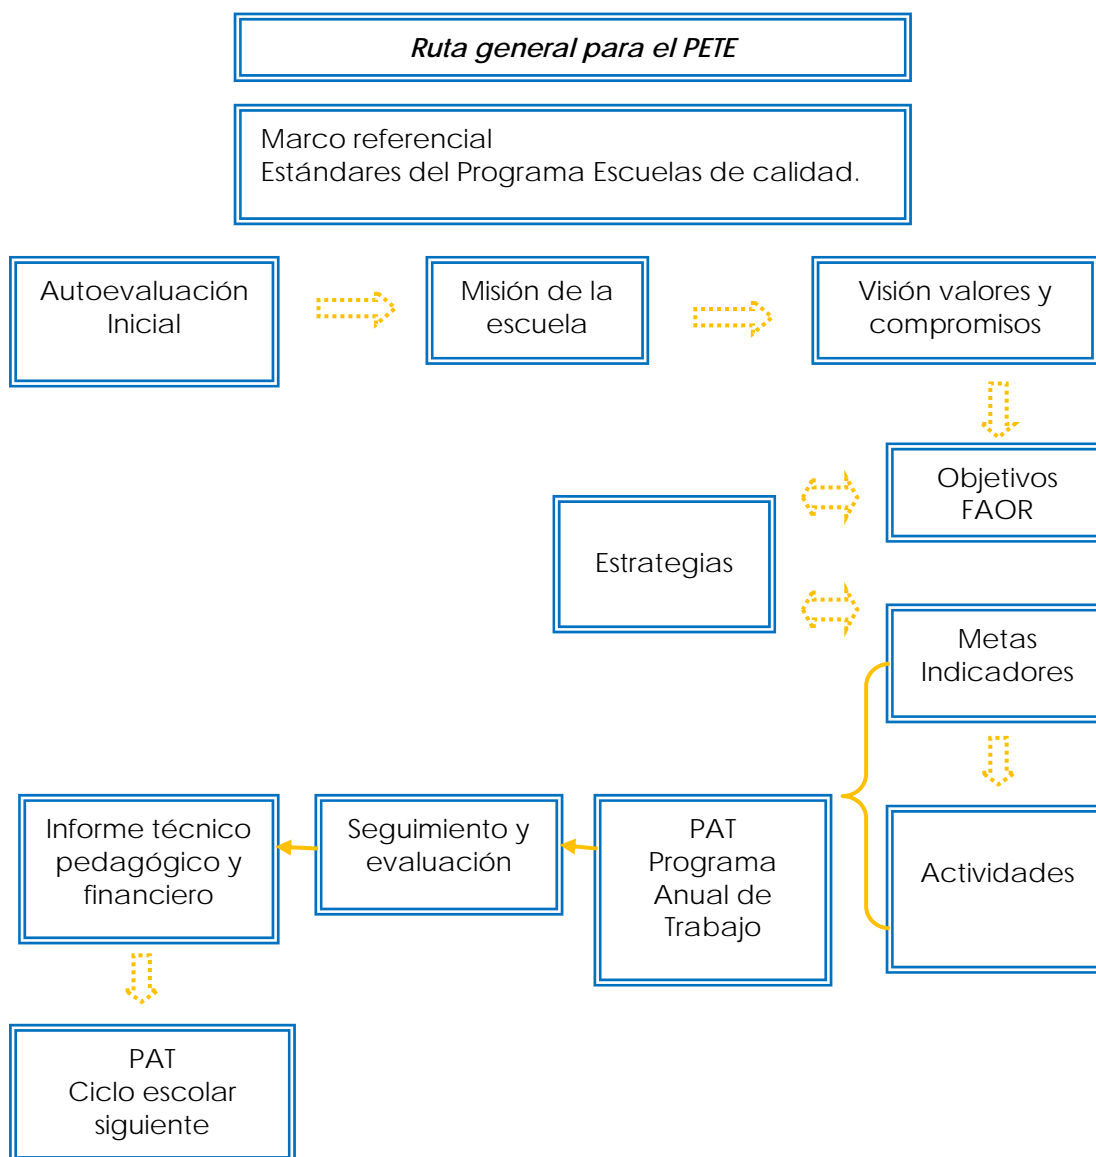 Ruta general para el PETE
Marco referencial
Estándares del Programa Escuelas de calidad.
Autoevaluación
Inicial
Misión de la
escuela
Visión valores y
compromisos
Objetivos
FAOR
Estrategias
Metas
Indicadores
Actividades
PAT
Programa
Anual de
Trabajo
Seguimiento y
evaluación
Informe técnico
pedagógico y
financiero
PAT
Ciclo escolar
siguiente